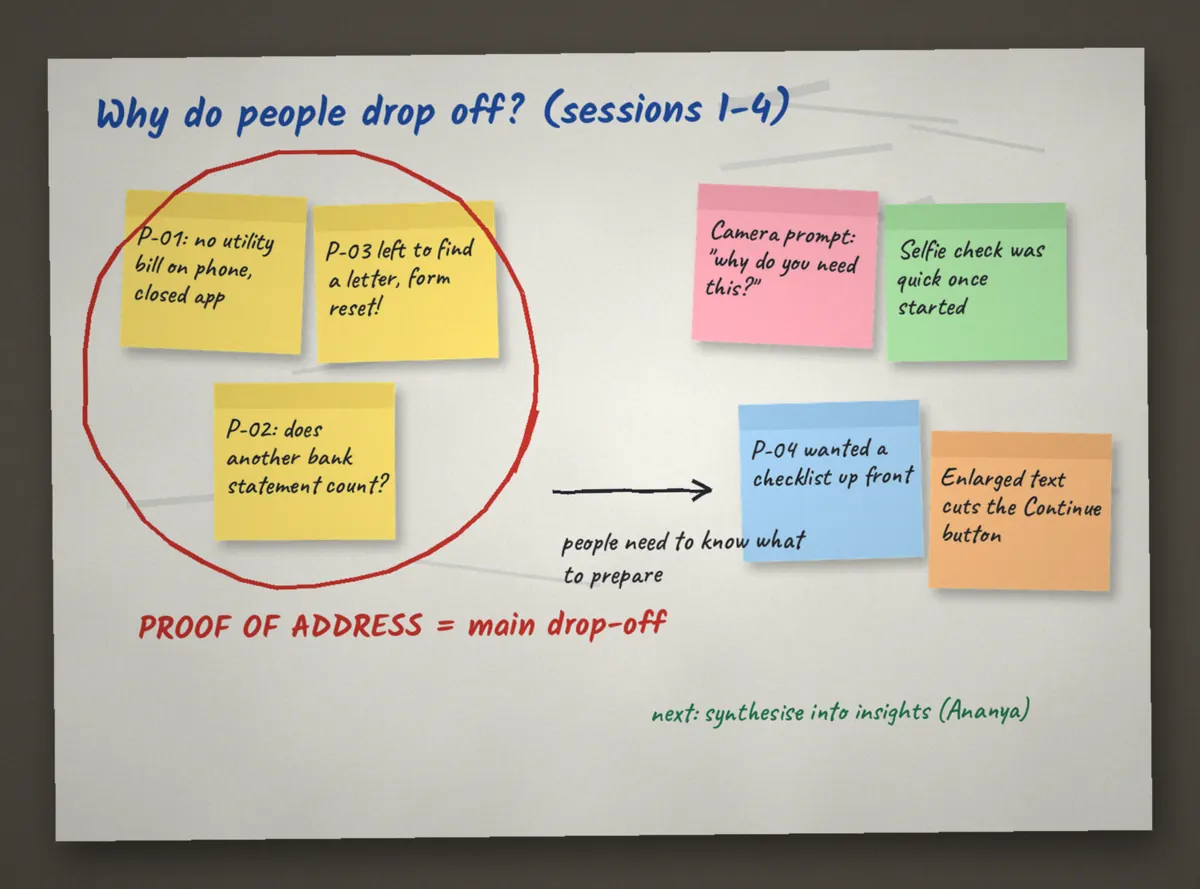 Why do people drop off? (sessions 1-4)
P-01: no utility
bill on phone,
closed app
P-03 left to find
a letter, form
reset!
Camera prompt:
"why do you need
this?"
Selfie check was
quick once
started
P-02: does
another bank
statement count?
P-04 wanted a
checklist up front
Enlarged text
cuts the Continue
button
people need to know what
to prepare
PROOF OF ADDRESS = main drop-off
next: synthesise into insights (Ananya)